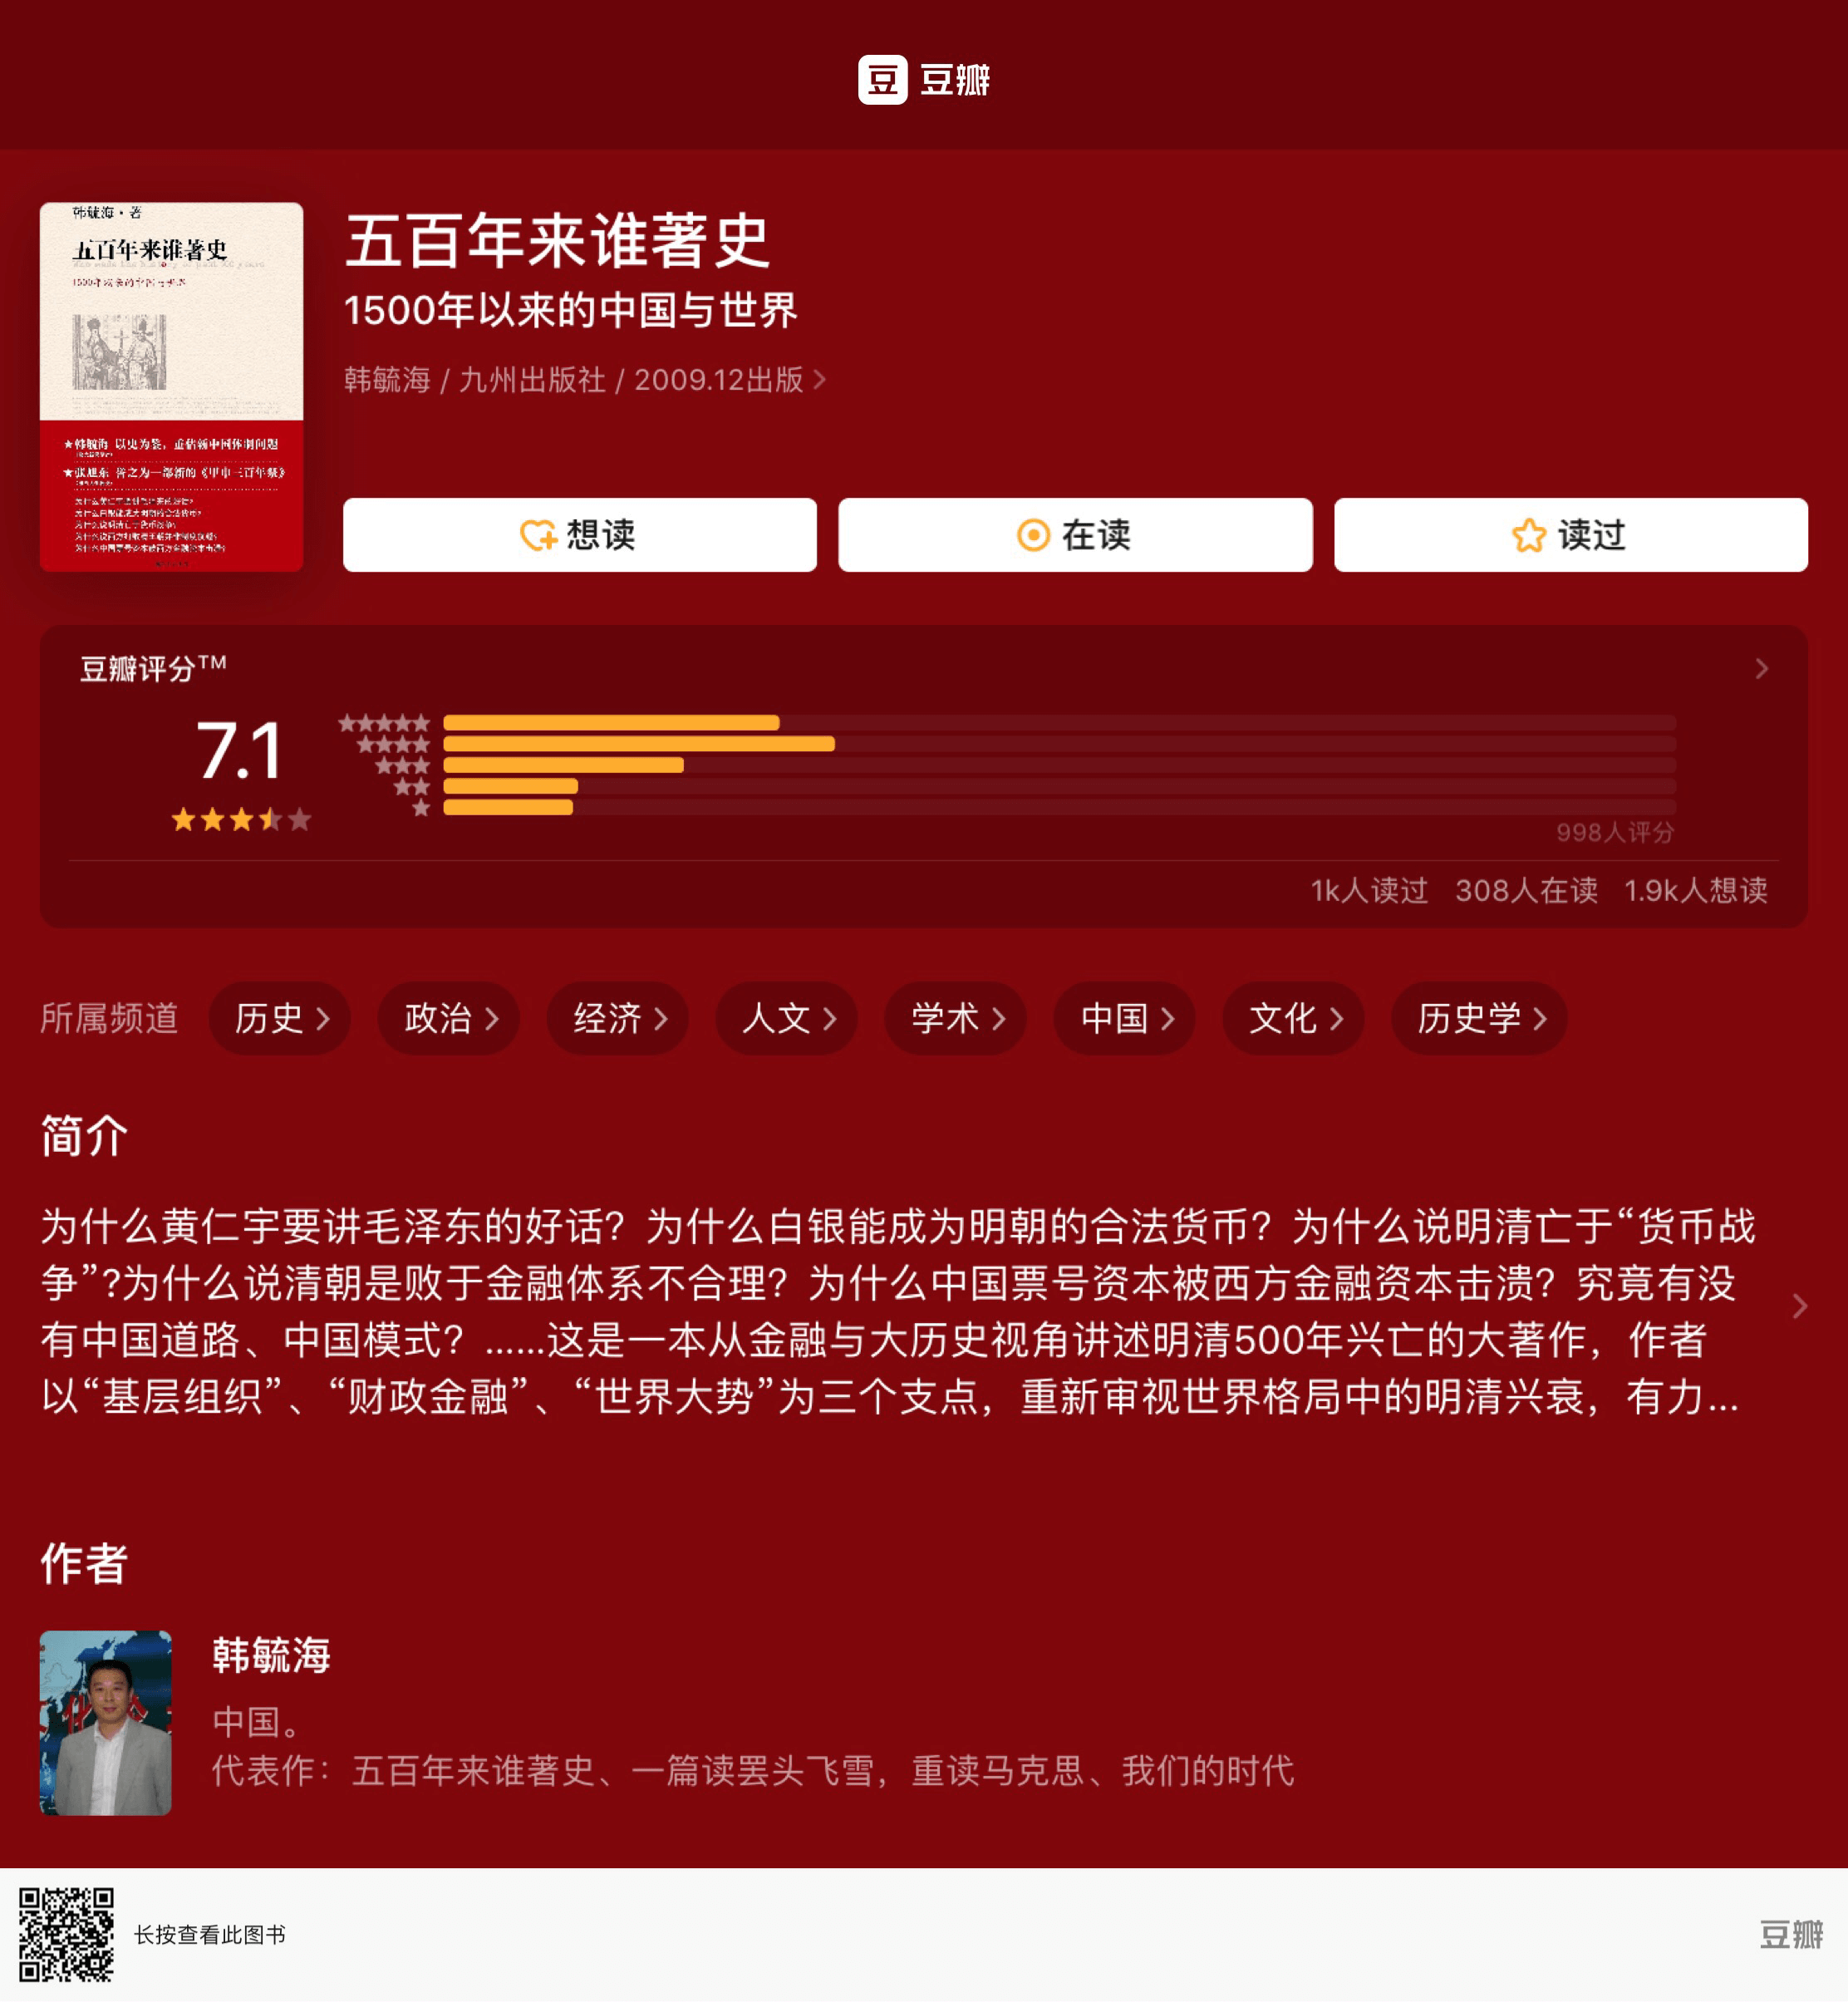 豆 豆瓣
韩毓海·著
五百年来谁著史
1500年以来的中国与世界
★韩毓海 以史为鉴，重估新中国体制问题
★张旭东 誉之为一部新的《甲申三百年祭》
五百年来谁著史
1500年以来的中国与世界
韩毓海 / 九州出版社 / 2009.12出版
想读 在读 读过
豆瓣评分TM
7.1
998人评分
1k人读过 308人在读 1.9k人想读
所属频道 历史 政治 经济 人文 学术 中国 文化 历史学
简介
为什么黄仁宇要讲毛泽东的好话？为什么白银能成为明朝的合法货币？为什么说明清亡于“货币战
争”?为什么说清朝是败于金融体系不合理？为什么中国票号资本被西方金融资本击溃？究竟有没
有中国道路、中国模式？……这是一本从金融与大历史视角讲述明清500年兴亡的大著作，作者
以“基层组织”、“财政金融”、“世界大势”为三个支点，重新审视世界格局中的明清兴衰，有力...
作者
韩毓海
中国。
代表作：五百年来谁著史、一篇读罢头飞雪，重读马克思、我们的时代
长按查看此图书
豆瓣